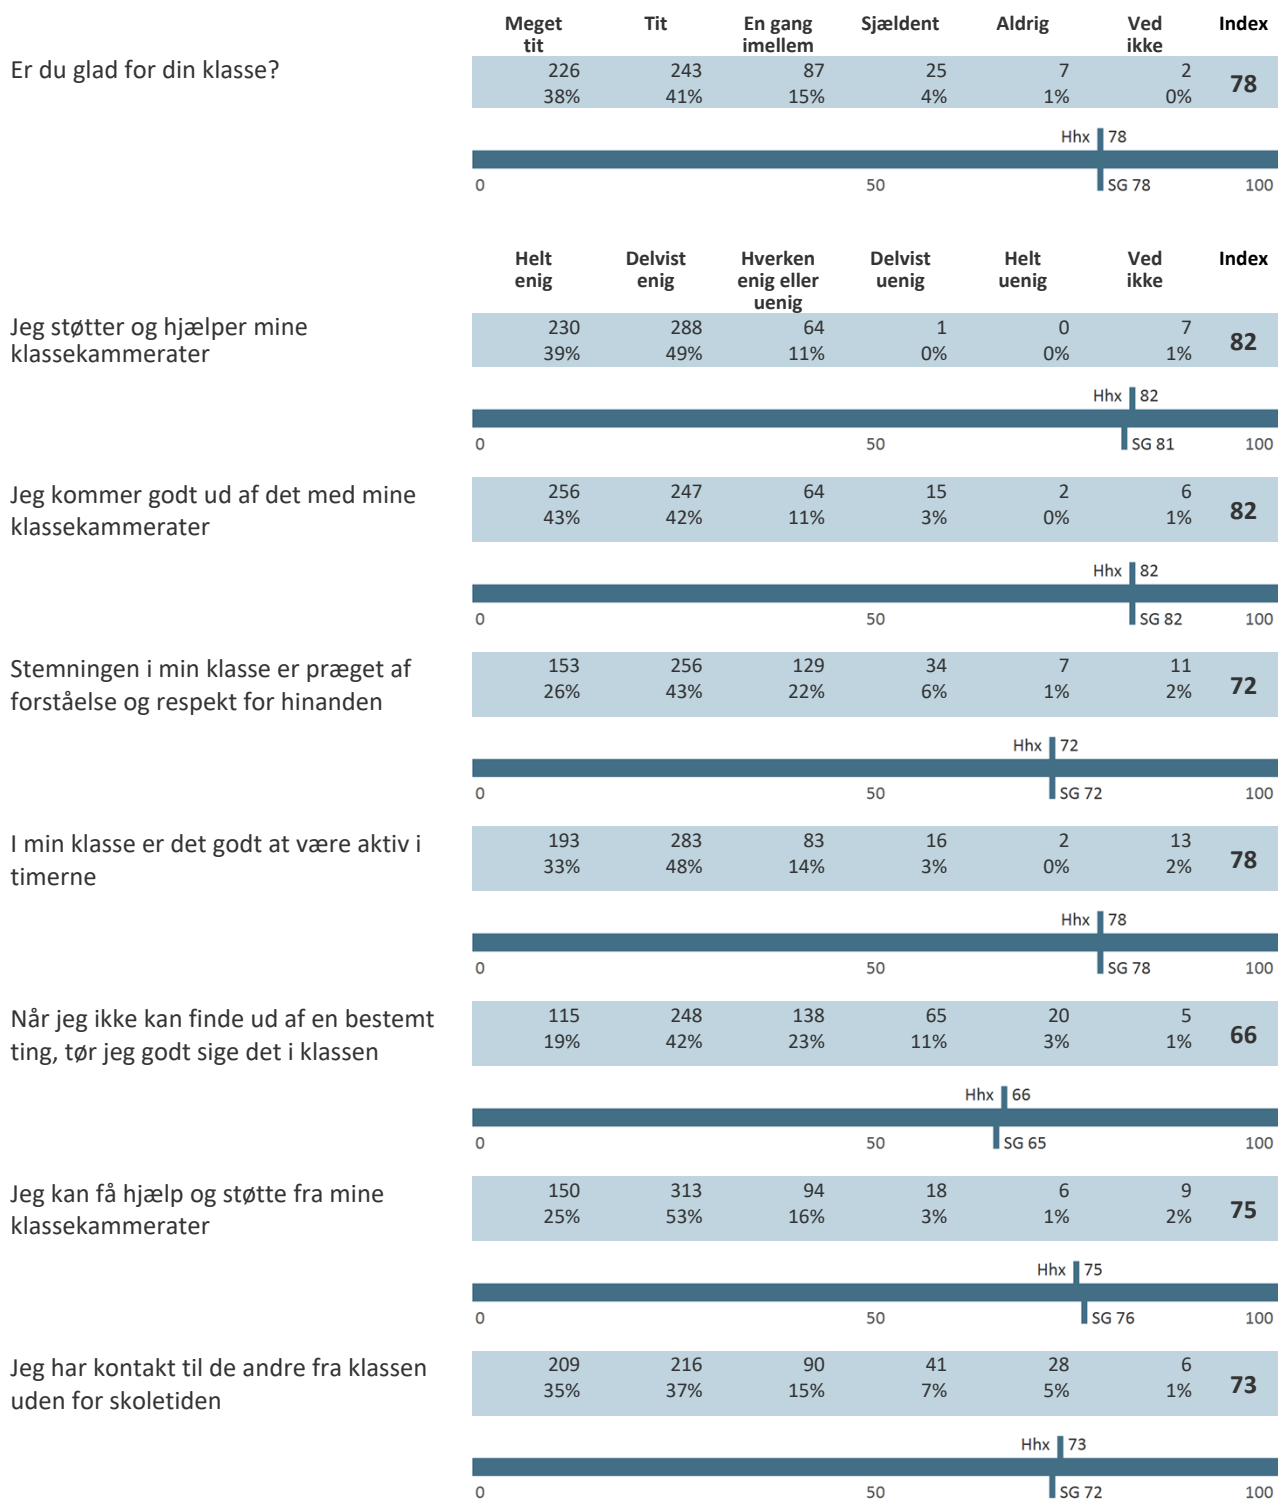 Meget tit Tit En gang imellem Sjældent Aldrig Ved ikke Index
Er du glad for din klasse?
226 243 87 25 7 2 78
38% 41% 15% 4% 1% 0%
Hhx 78
0 50 SG 78 100
Helt enig Delvist enig Hverken enig eller uenig Delvist uenig Helt uenig Ved ikke Index
Jeg støtter og hjælper mine
klassekammerater
230 288 64 1 0 7 82
39% 49% 11% 0% 0% 1%
Hhx 82
0 50 SG 81 100
Jeg kommer godt ud af det med mine
klassekammerater
256 247 64 15 2 6 82
43% 42% 11% 3% 0% 1%
Hhx 82
0 50 SG 82 100
Stemningen i min klasse er præget af
forståelse og respekt for hinanden
153 256 129 34 7 11 72
26% 43% 22% 6% 1% 2%
Hhx 72
0 50 SG 72 100
I min klasse er det godt at være aktiv i
timerne
193 283 83 16 2 13 78
33% 48% 14% 3% 0% 2%
Hhx 78
0 50 SG 78 100
Når jeg ikke kan finde ud af en bestemt
ting, tør jeg godt sige det i klassen
115 248 138 65 20 5 66
19% 42% 23% 11% 3% 1%
Hhx 66
0 50 SG 65 100
Jeg kan få hjælp og støtte fra mine
klassekammerater
150 313 94 18 6 9 75
25% 53% 16% 3% 1% 2%
Hhx 75
0 50 SG 76 100
Jeg har kontakt til de andre fra klassen
uden for skoletiden
209 216 90 41 28 6 73
35% 37% 15% 7% 5% 1%
Hhx 73
0 50 SG 72 100